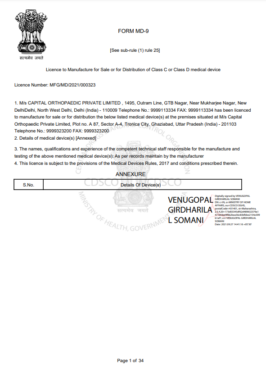 FORM MD-9
[See sub-rule (1) rule 25]
Licence to Manufacture for Sale or for Distribution of Class C or Class D medical device
Licence Number: MFG/MD/2021/000323
1. M/s CAPITAL ORTHOPAEDIC PRIVATE LIMITED , 1495, Outram Line, GTB Nagar, Near Mukharjee Nagar, New
DelhiDelhi, North West Delhi, Delhi (India) - 110009 Telephone No.: 9999113334 FAX: 9999113334 has been licenced
to manufacture for sale or for distribution the below listed medical device(s) at the premises situated at M/s Capital
Orthopaedic Private Limited, Plot no. A 87, Sector A-4, Tronica City, Ghaziabad, Uttar Pradesh (India) - 201103
Telephone No.: 9999323200 FAX: 9999323200
2. Details of medical device(s) [Annexed]
3. The names, qualifications and experience of the competent technical staff responsible for the manufacture and
testing of the above mentioned medical device(s): As per records maintain by the manufacturer
4. This licence is subject to the provisions of the Medical Devices Rules, 2017 and conditions prescribed therein.
ANNEXURE
S.No. Details Of Device(s)
VENUGOPAL
GIRDHARILA
L SOMANI
Page 1 of 34